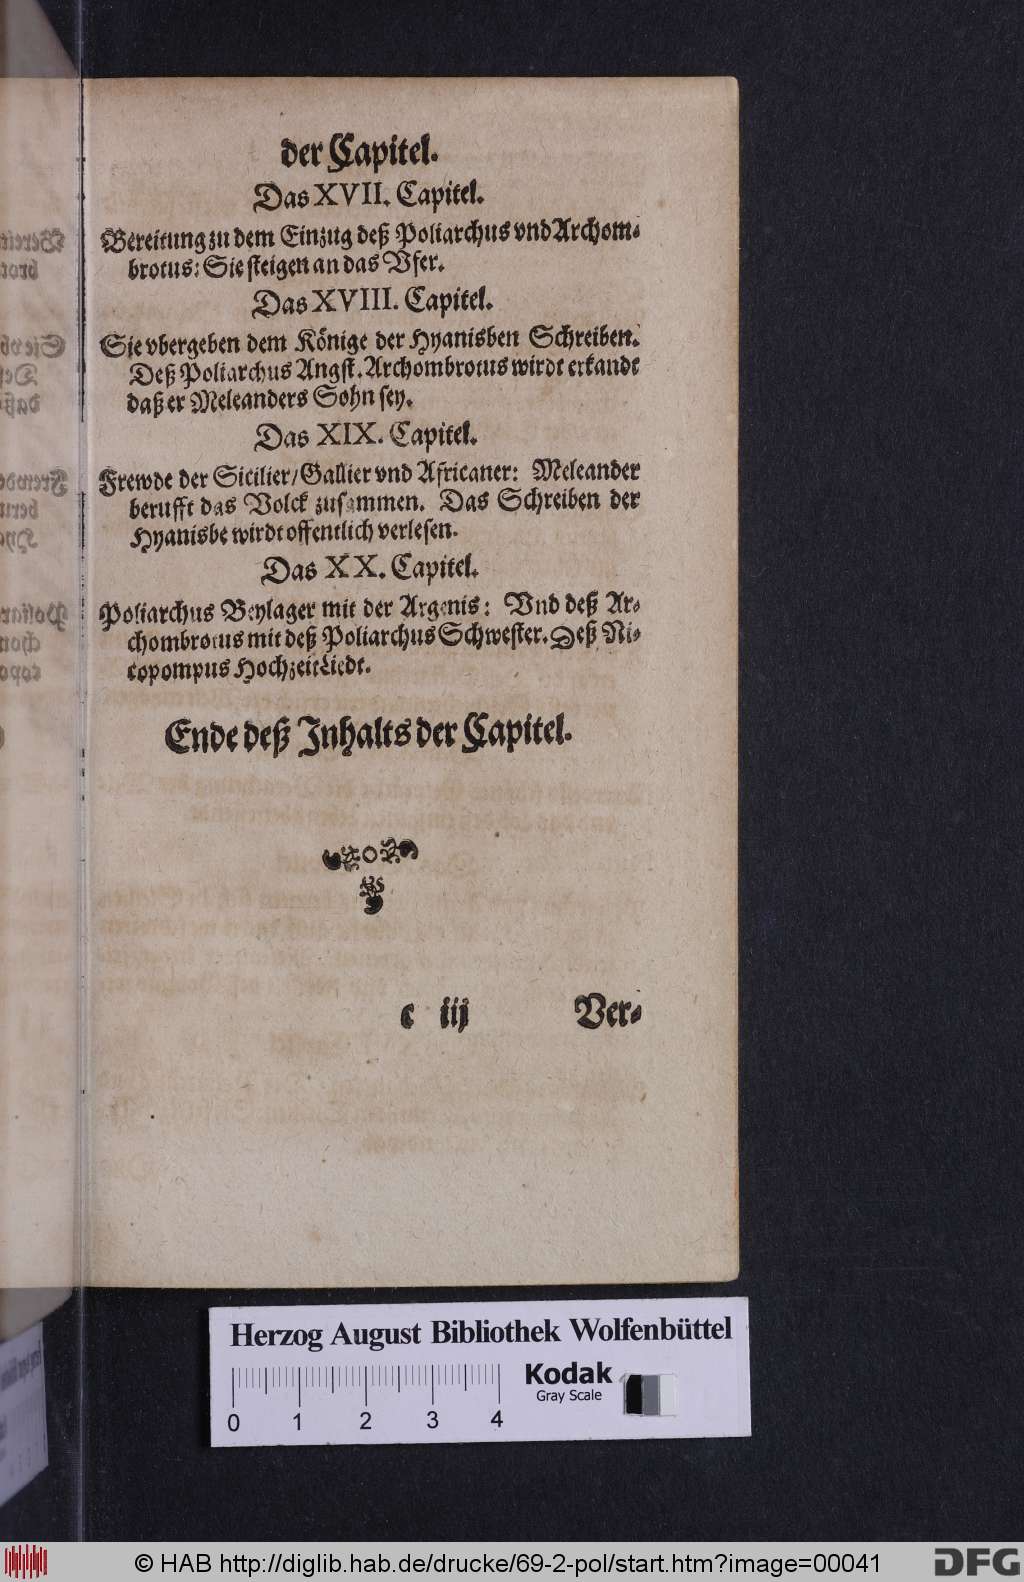 der Capitel.
Das XVII. Capitel.
Bereitung zu dem Einzug deß Poliarchus vnd Archom-
brotus: Sie steigen an das Vfer.
Das XVIII. Capitel.
Sie vbergeben dem Könige der Hyanisben Schreiben.
Deß Poliarchus Angst. Archombrotus wirdt erkandt
daß er Meleanders Sohn sey.
Das XIX. Capitel.
Frewde der Sicilier/ Gallier vnd Africaner: Meleander
berufft das Volck zusammen. Das Schreiben der
Hyanisbe wirdt offentlich verlesen.
Das XX. Capitel.
Poliarchus Beylager mit der Argenis: Vnd deß Ar-
chombrotus mit deß Poliarchus Schwester. Deß Ni-
copompus HochzeitLiedt.
Ende deß Inhalts der Capitel.
c iij Ver-
Herzog August Bibliothek Wolfenbüttel
Kodak
Gray Scale
0 1 2 3 4
© HAB http://diglib.hab.de/drucke/69-2-pol/start.htm?image=00041
DFG